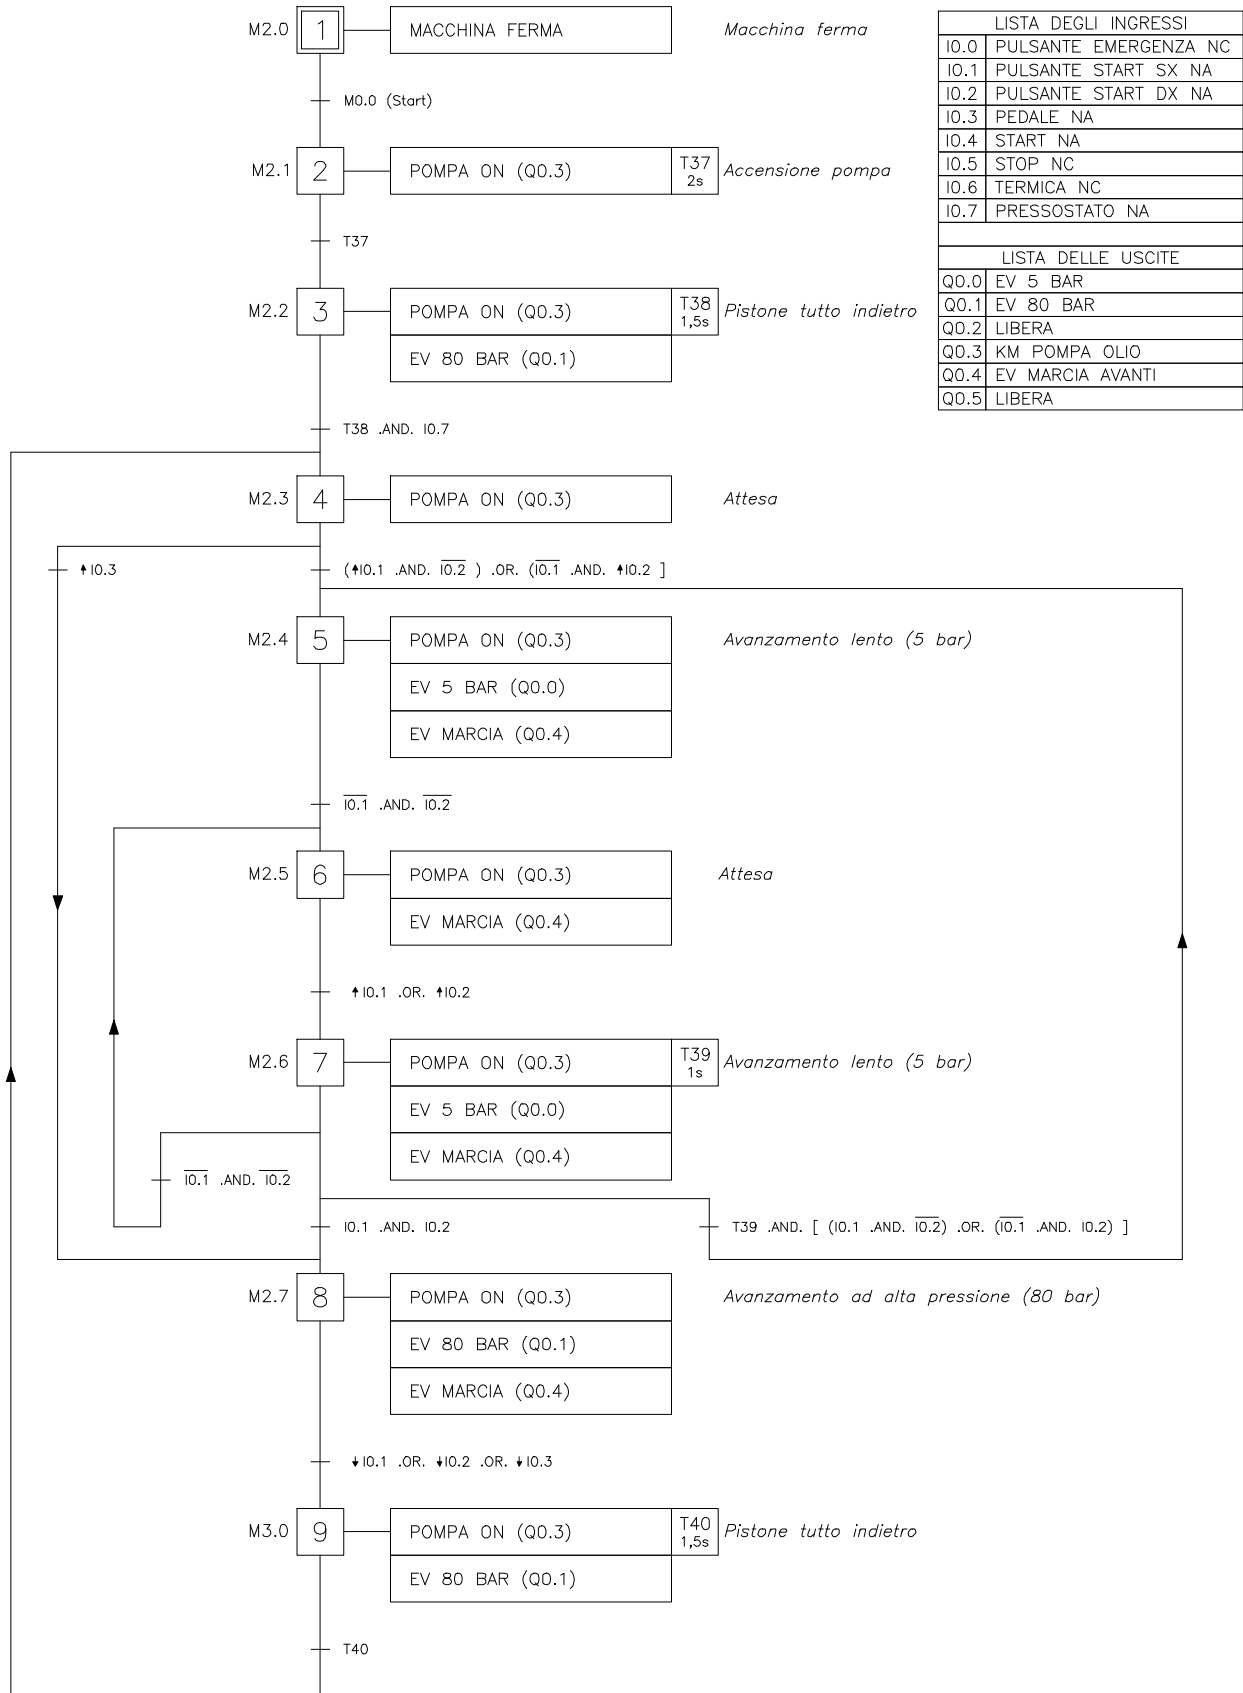 M2.0 1 MACCHINA FERMA Macchina ferma
M0.0 (Start)
M2.1 2 POMPA ON (Q0.3) T37 2s Accensione pompa
T37
M2.2 3 POMPA ON (Q0.3) T38 1,5s Pistone tutto indietro
EV 80 BAR (Q0.1)
T38 .AND. I0.7
M2.3 4 POMPA ON (Q0.3) Attesa
↑I0.3
(↑I0.1 .AND. I̅0̅.̅2̅ ) .OR. (I̅0̅.̅1̅ .AND. ↑I0.2 ]
M2.4 5 POMPA ON (Q0.3) Avanzamento lento (5 bar)
EV 5 BAR (Q0.0)
EV MARCIA (Q0.4)
I̅0̅.̅1̅ .AND. I̅0̅.̅2̅
M2.5 6 POMPA ON (Q0.3) Attesa
EV MARCIA (Q0.4)
↑I0.1 .OR. ↑I0.2
M2.6 7 POMPA ON (Q0.3) T39 1s Avanzamento lento (5 bar)
EV 5 BAR (Q0.0)
EV MARCIA (Q0.4)
I̅0̅.̅1̅ .AND. I̅0̅.̅2̅
I0.1 .AND. I0.2
T39 .AND. [ (I0.1 .AND. I̅0̅.̅2̅) .OR. (I̅0̅.̅1̅ .AND. I0.2) ]
M2.7 8 POMPA ON (Q0.3) Avanzamento ad alta pressione (80 bar)
EV 80 BAR (Q0.1)
EV MARCIA (Q0.4)
↓I0.1 .OR. ↓I0.2 .OR. ↓I0.3
M3.0 9 POMPA ON (Q0.3) T40 1,5s Pistone tutto indietro
EV 80 BAR (Q0.1)
T40
LISTA DEGLI INGRESSI
I0.0 PULSANTE EMERGENZA NC
I0.1 PULSANTE START SX NA
I0.2 PULSANTE START DX NA
I0.3 PEDALE NA
I0.4 START NA
I0.5 STOP NC
I0.6 TERMICA NC
I0.7 PRESSOSTATO NA
LISTA DELLE USCITE
Q0.0 EV 5 BAR
Q0.1 EV 80 BAR
Q0.2 LIBERA
Q0.3 KM POMPA OLIO
Q0.4 EV MARCIA AVANTI
Q0.5 LIBERA